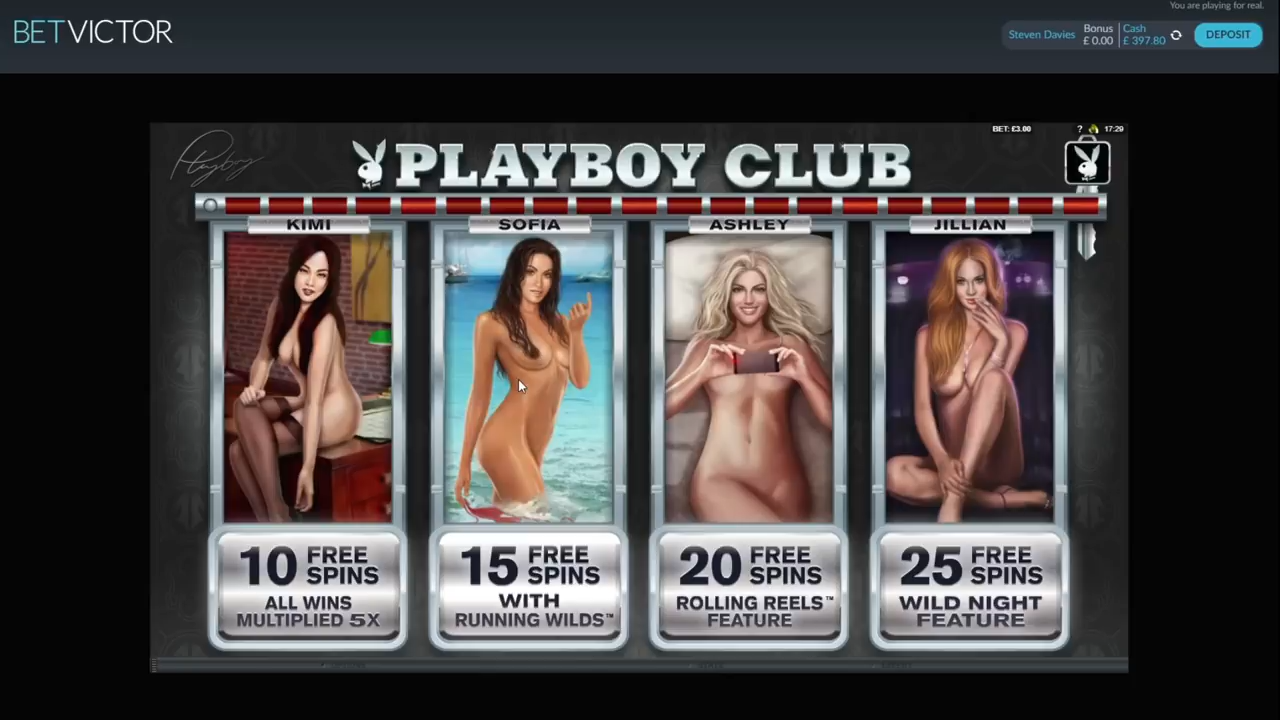 You are playing for real.
BETVICTOR
Steven Davies
Bonus
£ 0.00
Cash
£ 397.80
DEPOSIT
BET: £3.00
? 17:29
Playboy
PLAYBOY CLUB
KIMI
SOFIA
ASHLEY
JILLIAN
10 FREE SPINS
ALL WINS
MULTIPLIED 5X
15 FREE SPINS
WITH
RUNNING WILDS™
20 FREE SPINS
ROLLING REELS™
FEATURE
25 FREE SPINS
WILD NIGHT
FEATURE